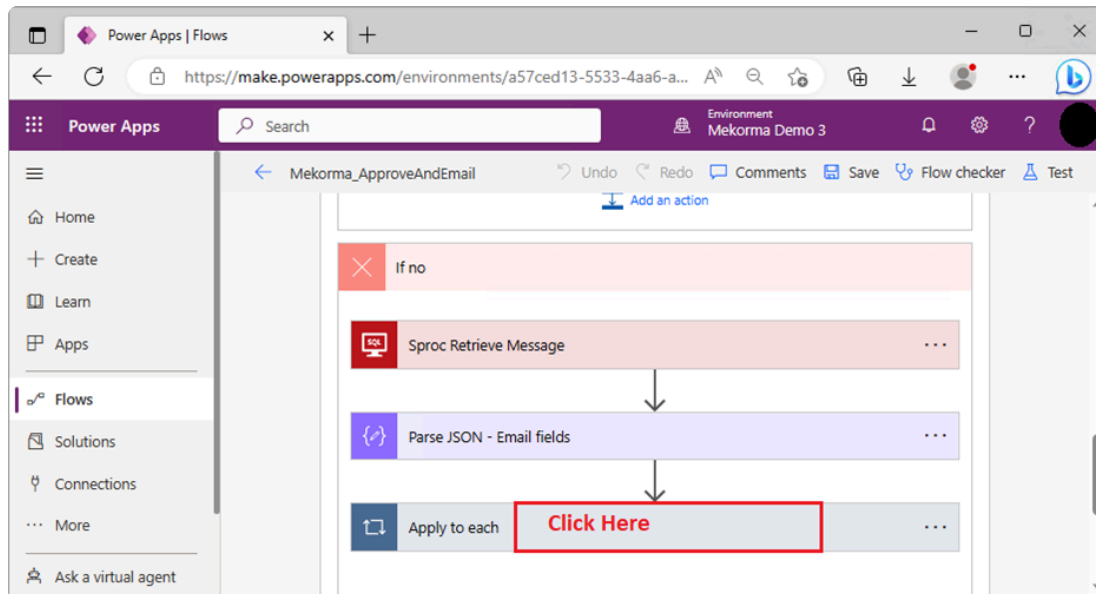 Power Apps | Flows
https://make.powerapps.com/environments/a57ced13-5533-4aa6-a...
Power Apps
Search
Environment
Mekorma Demo 3
Mekorma_ApproveAndEmail
Undo
Redo
Comments
Save
Flow checker
Test
Home
Create
Learn
Apps
Flows
Solutions
Connections
More
Ask a virtual agent
Add an action
If no
SQL
Sproc Retrieve Message
Parse JSON - Email fields
Apply to each
Click Here